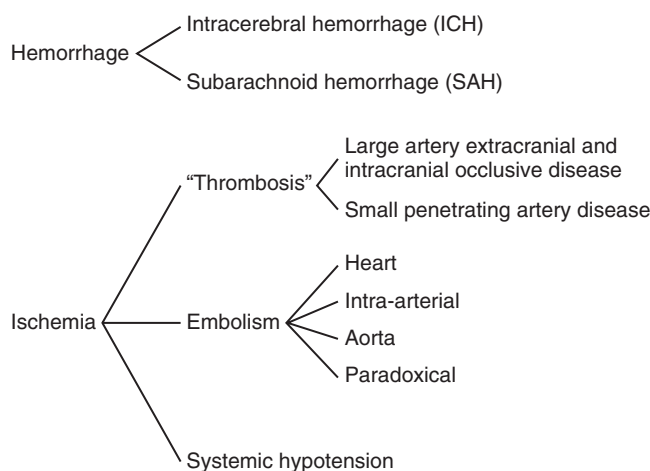 Intracerebral hemorrhage (ICH)
Hemorrhage
Subarachnoid hemorrhage (SAH)
Large artery extracranial and
intracranial occlusive disease
“Thrombosis”
Small penetrating artery disease
Heart
Intra-arterial
Ischemia
Embolism
Aorta
Paradoxical
Systemic hypotension